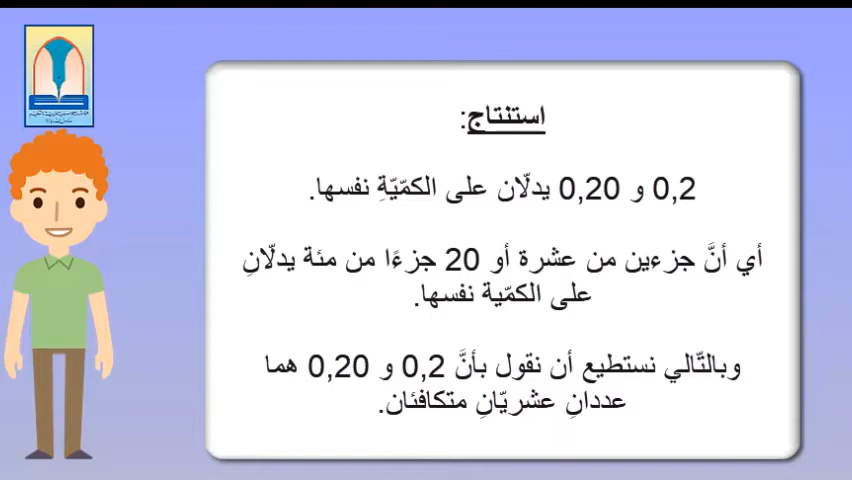 استنتاج:
0,2 و 0,20 يدلّان على الكمّيّةِ نفسها.
أي أنَّ جزءين من عشرة أو 20 جزءًا من مئة يدلّانِ
على الكمّية نفسها.
وبالتّالي نستطيع أن نقول بأنَّ 0,2 و 0,20 هما
عددانِ عشريّانِ متكافئان.